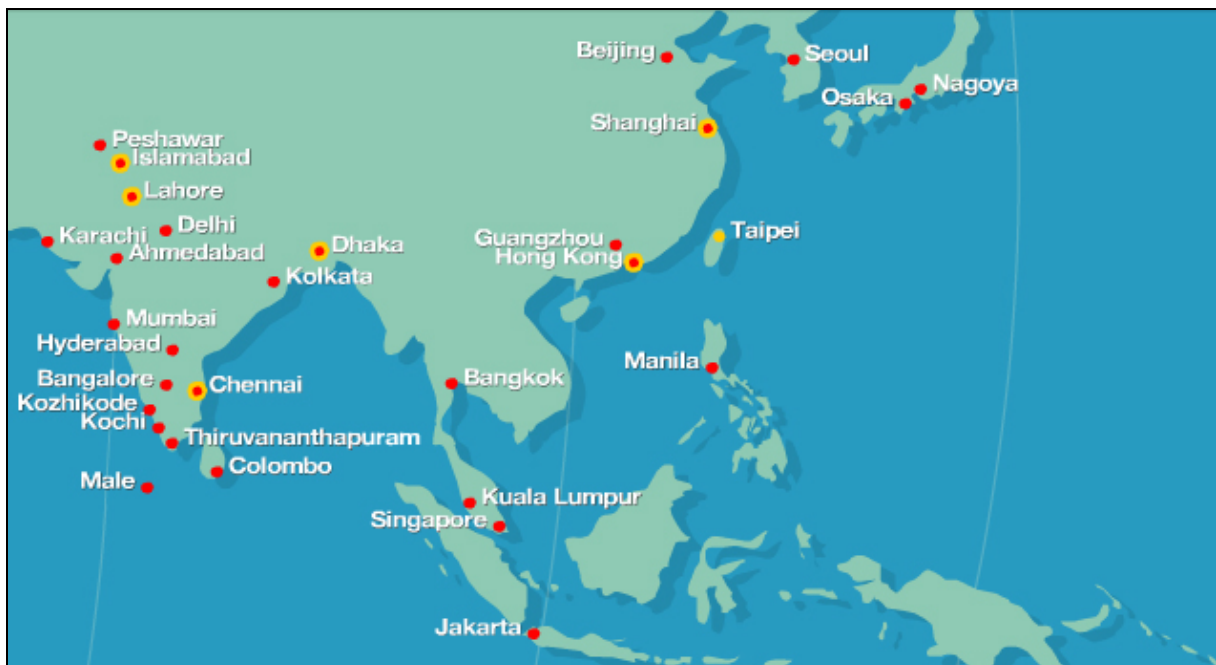 Beijing
Seoul
Nagoya
Osaka
Shanghai
Peshawar
Islamabad
Lahore
Delhi
Karachi
Ahmedabad
Dhaka
Guangzhou
Hong Kong
Taipei
Kolkata
Mumbai
Hyderabad
Manila
Bangalore
Chennai
Bangkok
Kozhikode
Kochi
Thiruvananthapuram
Colombo
Male
Kuala Lumpur
Singapore
Jakarta